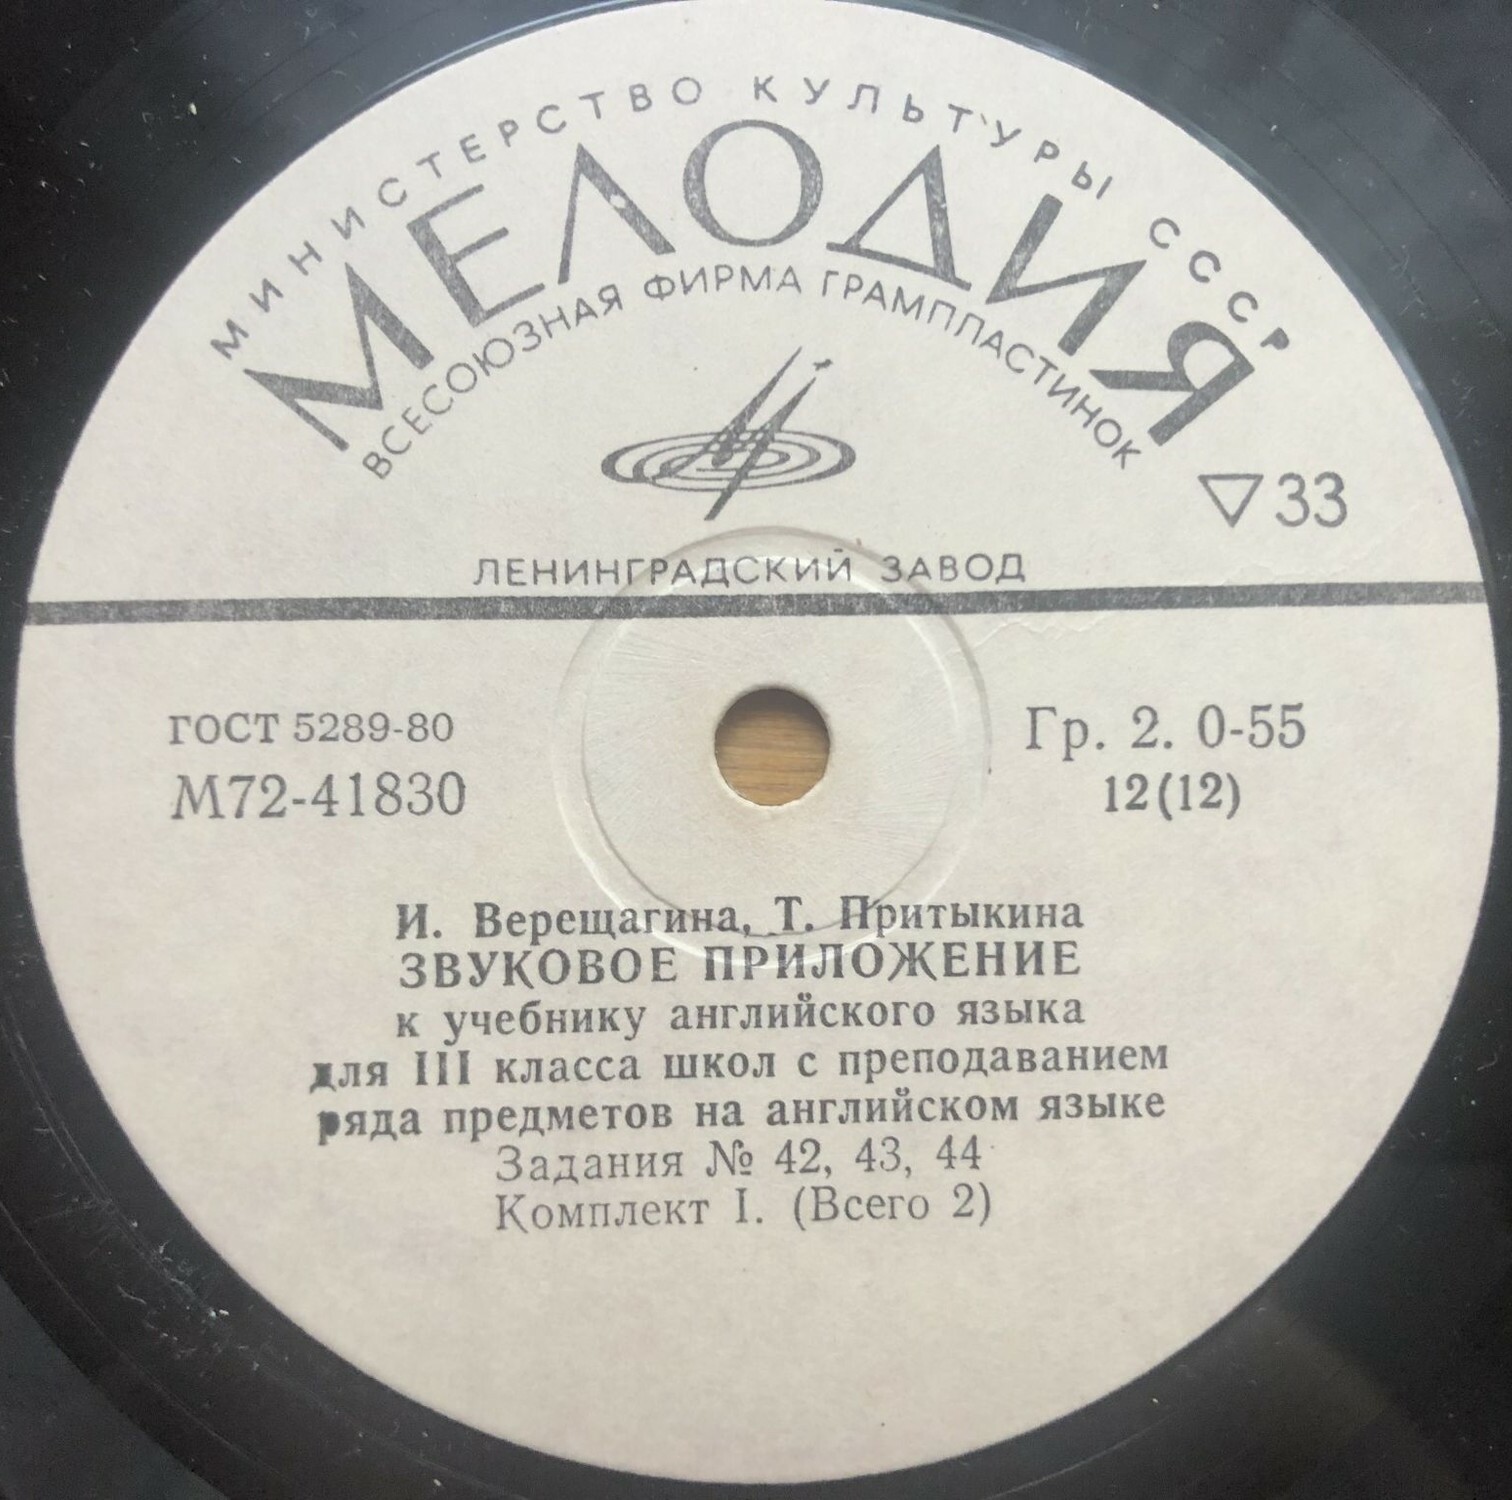 МИНИСТЕРСТВО КУЛЬТУРЫ СССР
МЕЛОДИЯ
ВСЕСОЮЗНАЯ ФИРМА ГРАМПЛАСТИНОК
▽33
ЛЕНИНГРАДСКИЙ ЗАВОД
ГОСТ 5289-80
М72-41830
Гр. 2. 0-55
12(12)
И. Верещагина, Т. Притыкина
ЗВУКОВОЕ ПРИЛОЖЕНИЕ
к учебнику английского языка
для III класса школ с преподаванием
ряда предметов на английском языке
Задания № 42, 43, 44
Комплект I. (Всего 2)